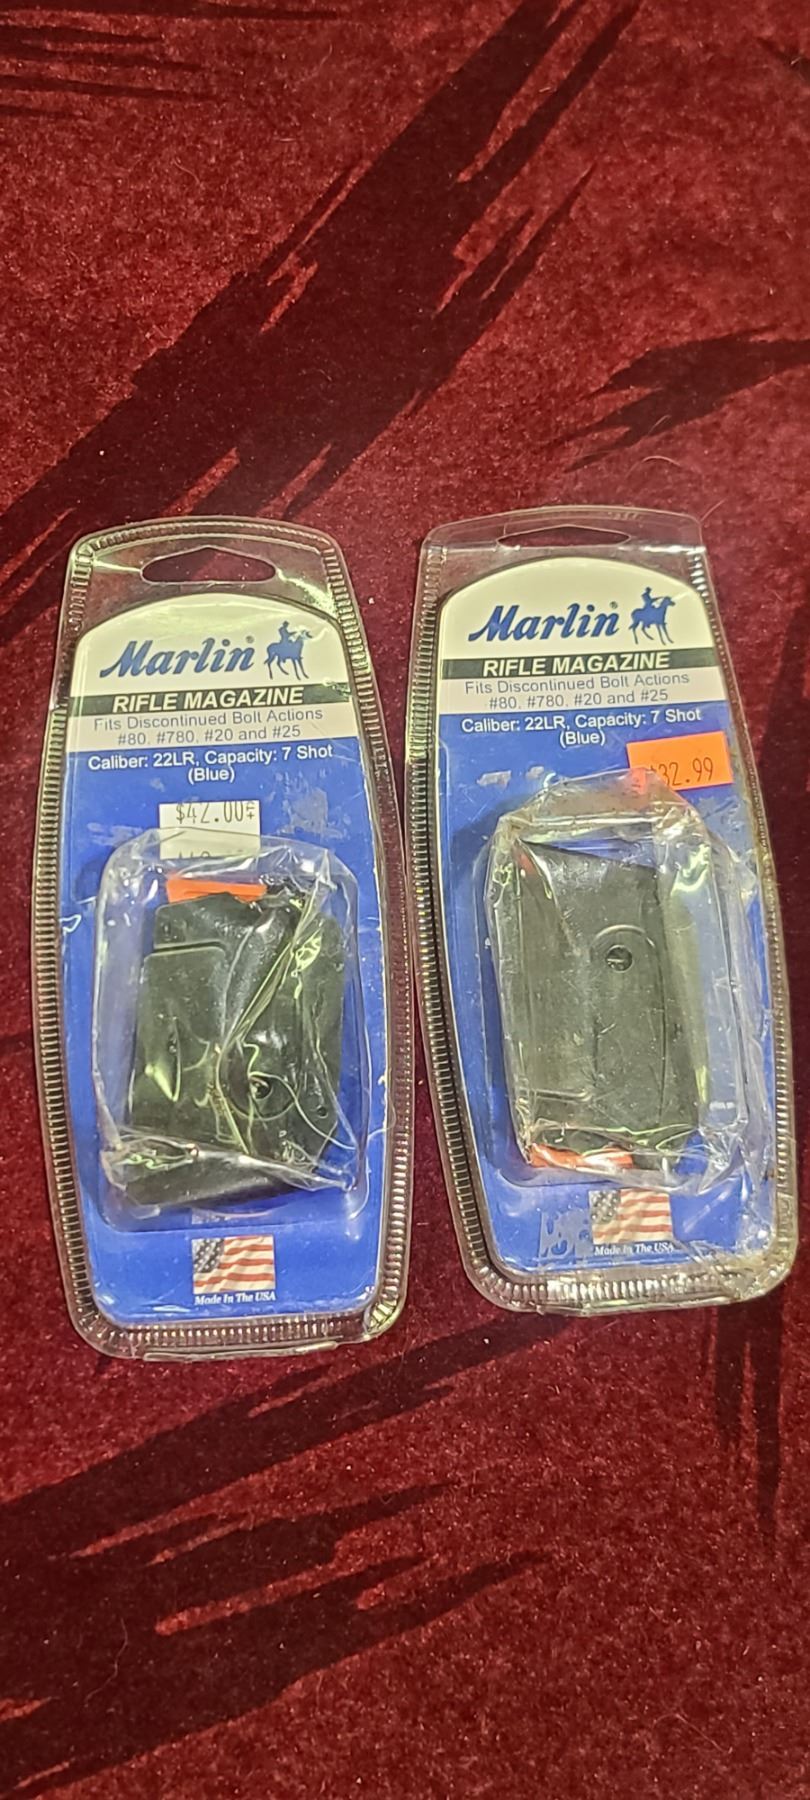 Marlin®
RIFLE MAGAZINE
Fits Discontinued Bolt Actions
#80, #780, #20 and #25
Caliber: 22LR, Capacity: 7 Shot
(Blue)
$42.00
Made In The USA
Marlin®
RIFLE MAGAZINE
Fits Discontinued Bolt Actions
#80, #780, #20 and #25
Caliber: 22LR, Capacity: 7 Shot
(Blue)
$32.99
Made In The USA